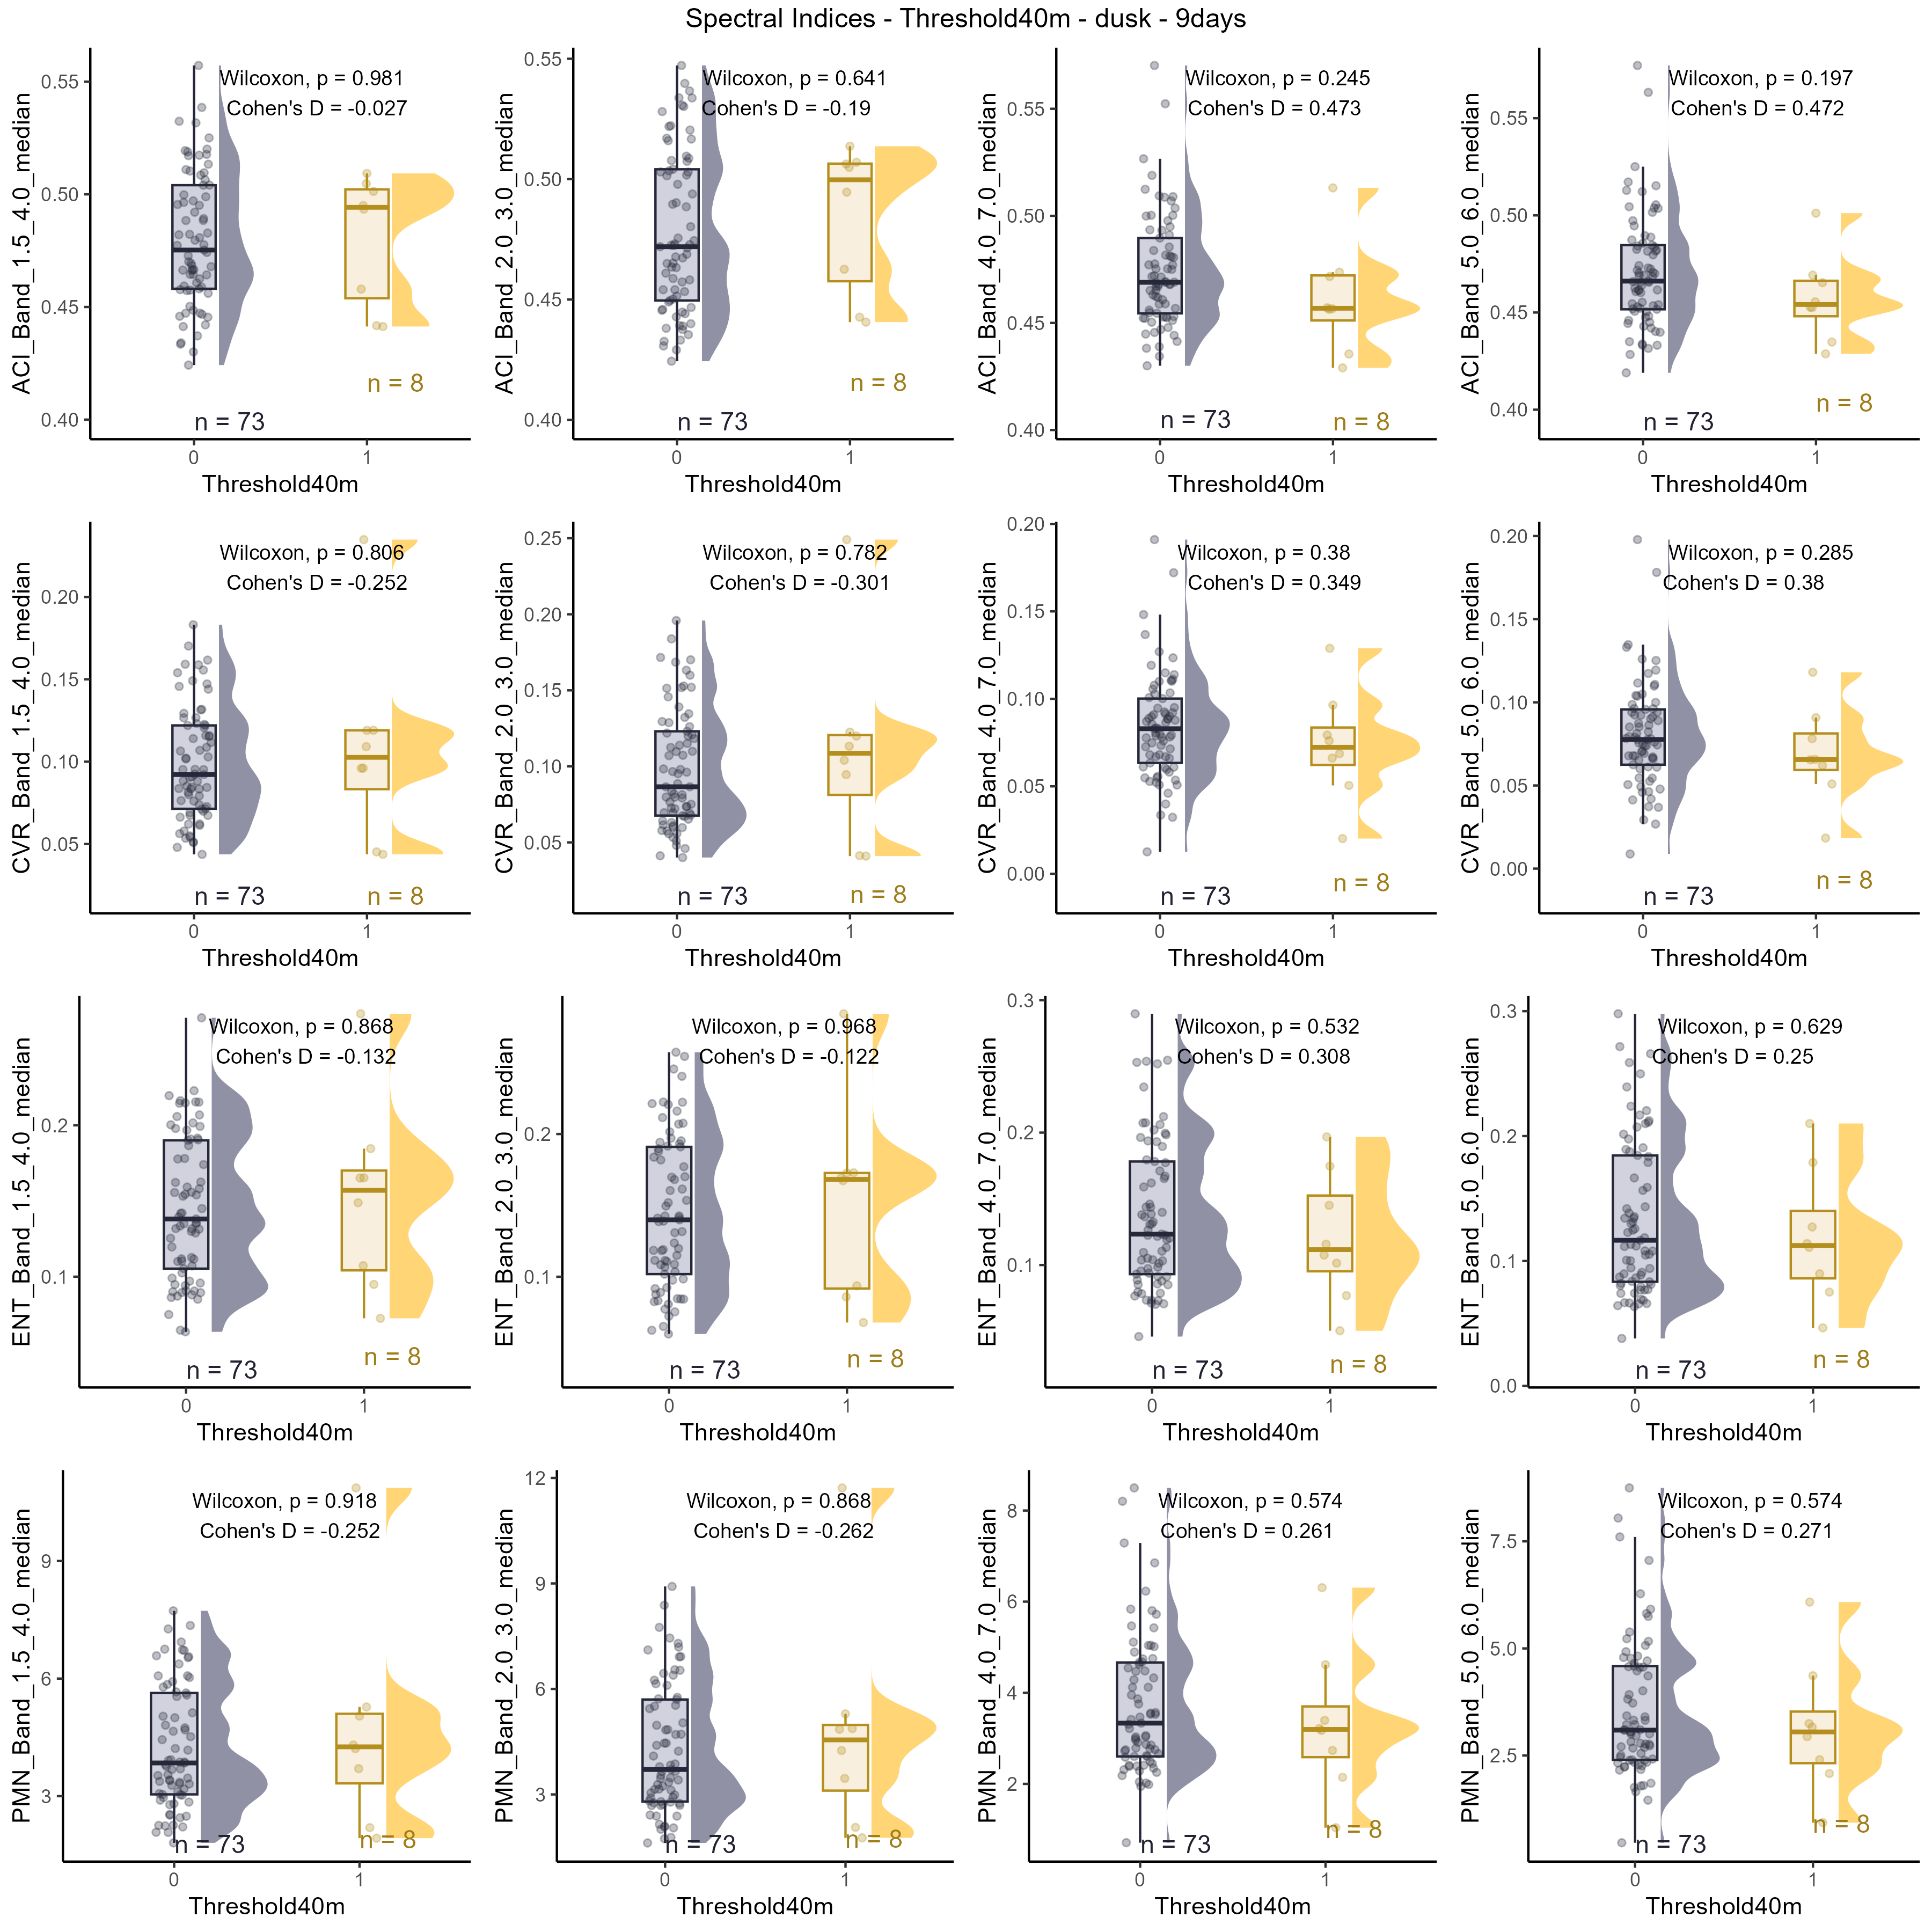 Spectral Indices - Threshold40m - dusk - 9days
ACI_Band_1.5_4.0_median
0.55
0.50
0.45
0.40
Wilcoxon, p = 0.981
Cohen's D = -0.027
n = 73
n = 8
0 1
Threshold40m
ACI_Band_2.0_3.0_median
0.55
0.50
0.45
0.40
Wilcoxon, p = 0.641
Cohen's D = -0.19
n = 73
n = 8
0 1
Threshold40m
ACI_Band_4.0_7.0_median
0.55
0.50
0.45
0.40
Wilcoxon, p = 0.245
Cohen's D = 0.473
n = 73
n = 8
0 1
Threshold40m
ACI_Band_5.0_6.0_median
0.55
0.50
0.45
0.40
Wilcoxon, p = 0.197
Cohen's D = 0.472
n = 73
n = 8
0 1
Threshold40m
CVR_Band_1.5_4.0_median
0.20
0.15
0.10
0.05
Wilcoxon, p = 0.806
Cohen's D = -0.252
n = 73
n = 8
0 1
Threshold40m
CVR_Band_2.0_3.0_median
0.25
0.20
0.15
0.10
0.05
Wilcoxon, p = 0.782
Cohen's D = -0.301
n = 73
n = 8
0 1
Threshold40m
CVR_Band_4.0_7.0_median
0.20
0.15
0.10
0.05
0.00
Wilcoxon, p = 0.38
Cohen's D = 0.349
n = 73
n = 8
0 1
Threshold40m
CVR_Band_5.0_6.0_median
0.20
0.15
0.10
0.05
0.00
Wilcoxon, p = 0.285
Cohen's D = 0.38
n = 73
n = 8
0 1
Threshold40m
ENT_Band_1.5_4.0_median
0.2
0.1
Wilcoxon, p = 0.868
Cohen's D = -0.132
n = 73
n = 8
0 1
Threshold40m
ENT_Band_2.0_3.0_median
0.2
0.1
Wilcoxon, p = 0.968
Cohen's D = -0.122
n = 73
n = 8
0 1
Threshold40m
ENT_Band_4.0_7.0_median
0.3
0.2
0.1
Wilcoxon, p = 0.532
Cohen's D = 0.308
n = 73
n = 8
0 1
Threshold40m
ENT_Band_5.0_6.0_median
0.3
0.2
0.1
0.0
Wilcoxon, p = 0.629
Cohen's D = 0.25
n = 73
n = 8
0 1
Threshold40m
PMN_Band_1.5_4.0_median
9
6
3
Wilcoxon, p = 0.918
Cohen's D = -0.252
n = 73
n = 8
0 1
Threshold40m
PMN_Band_2.0_3.0_median
12
9
6
3
Wilcoxon, p = 0.868
Cohen's D = -0.262
n = 73
n = 8
0 1
Threshold40m
PMN_Band_4.0_7.0_median
8
6
4
2
Wilcoxon, p = 0.574
Cohen's D = 0.261
n = 73
n = 8
0 1
Threshold40m
PMN_Band_5.0_6.0_median
7.5
5.0
2.5
Wilcoxon, p = 0.574
Cohen's D = 0.271
n = 73
n = 8
0 1
Threshold40m